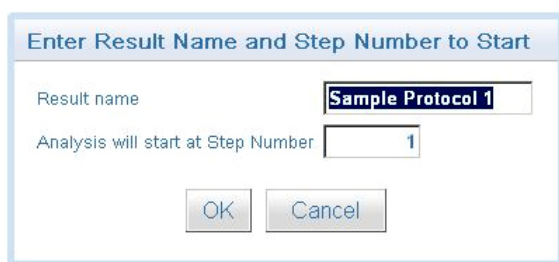 Enter Result Name and Step Number to Start
Result name Sample Protocol 1
Analysis will start at Step Number 1
OK Cancel